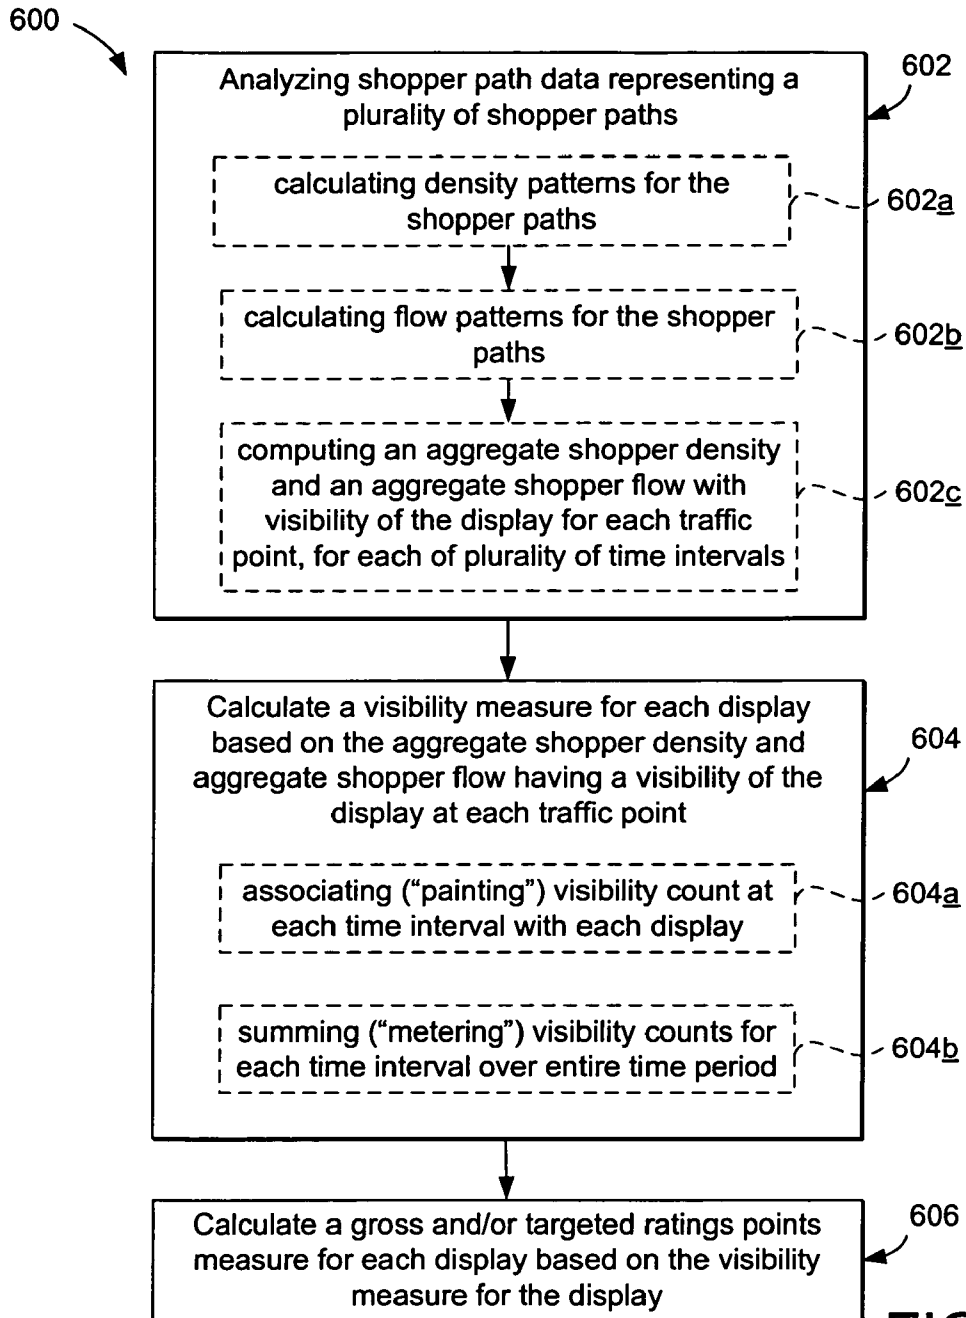 600
Analyzing shopper path data representing a
plurality of shopper paths
602
calculating density patterns for the
shopper paths
602a
calculating flow patterns for the shopper
paths
602b
computing an aggregate shopper density
and an aggregate shopper flow with
visibility of the display for each traffic
point, for each of plurality of time intervals
602c
Calculate a visibility measure for each display
based on the aggregate shopper density and
aggregate shopper flow having a visibility of the
display at each traffic point
604
associating (“painting”) visibility count at
each time interval with each display
604a
summing (“metering”) visibility counts for
each time interval over entire time period
604b
Calculate a gross and/or targeted ratings points
measure for each display based on the visibility
measure for the display
606